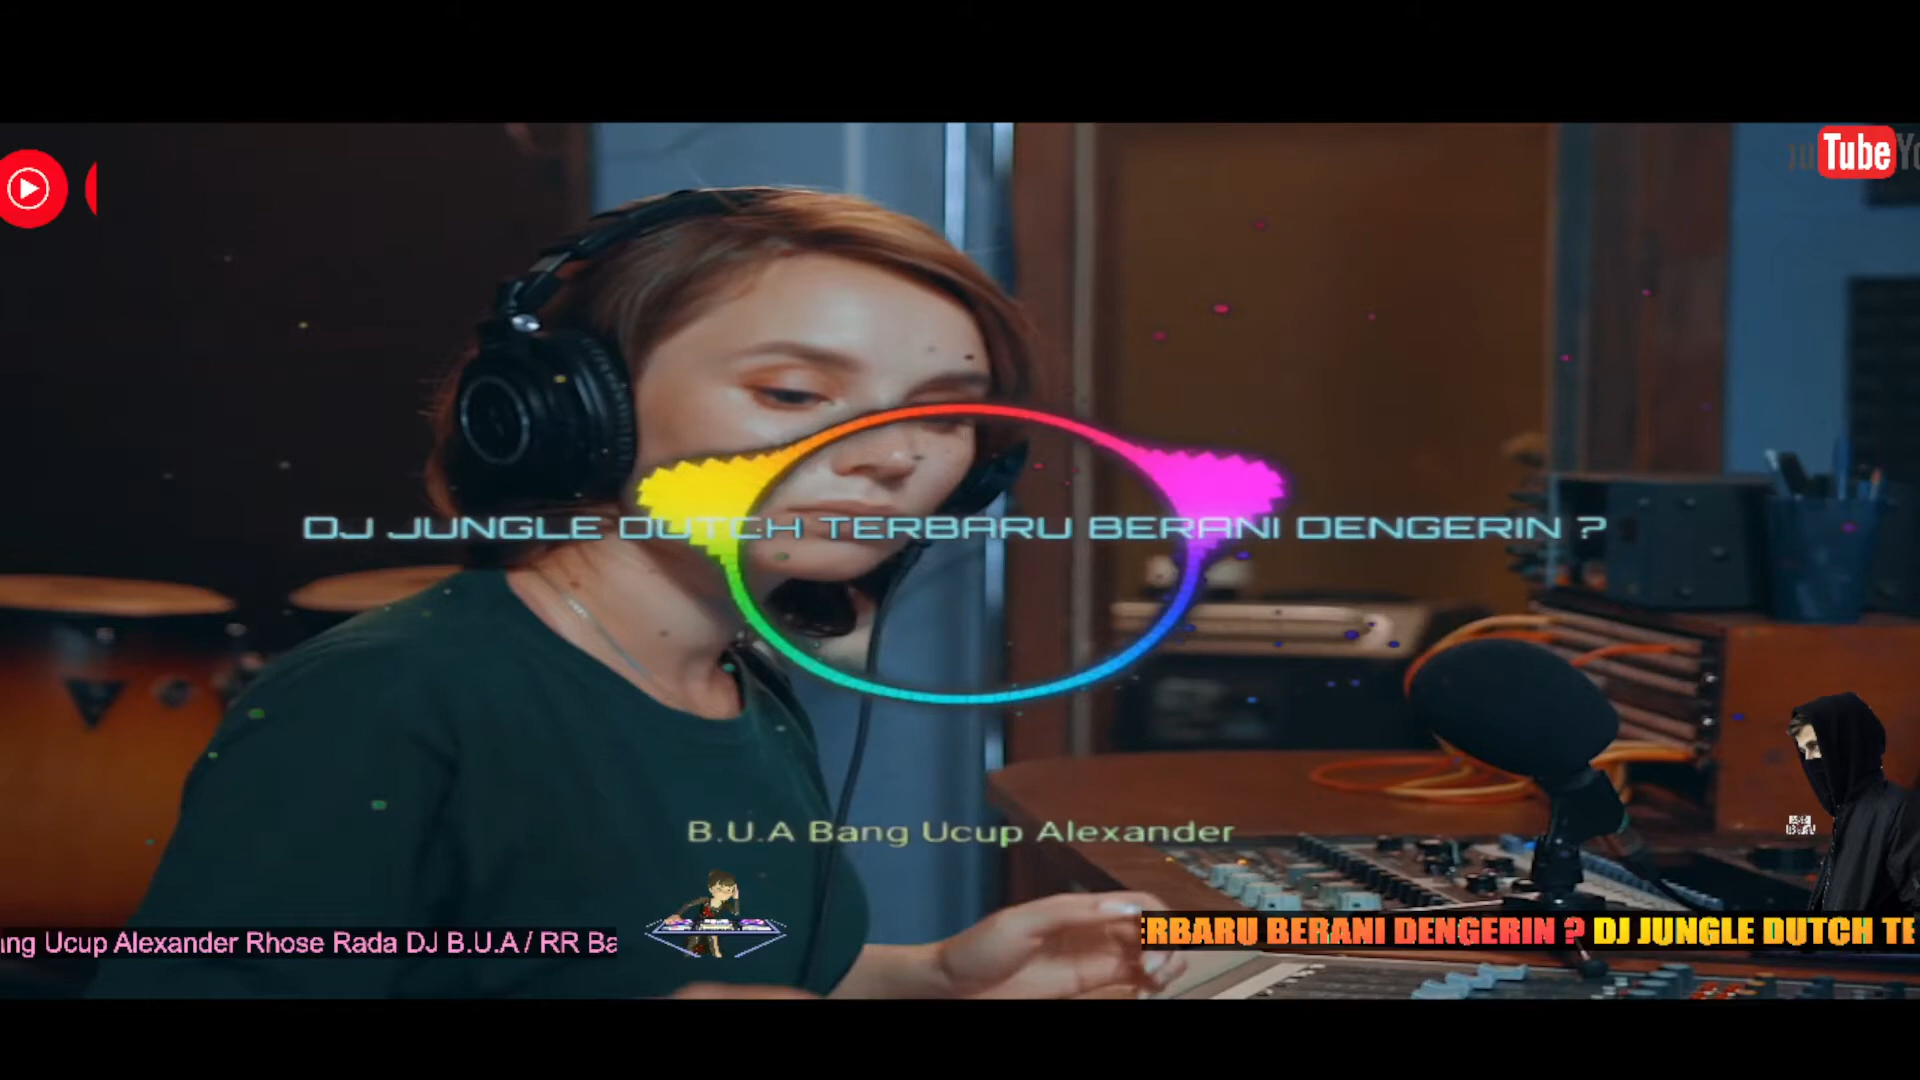 Tube
DJ JUNGLE DUTCH TERBARU BERANI DENGERIN ?
B.U.A Bang Ucup Alexander
ang Ucup Alexander Rhose Rada DJ B.U.A / RR Ba
ERBARU BERANI DENGERIN ? DJ JUNGLE DUTCH TE